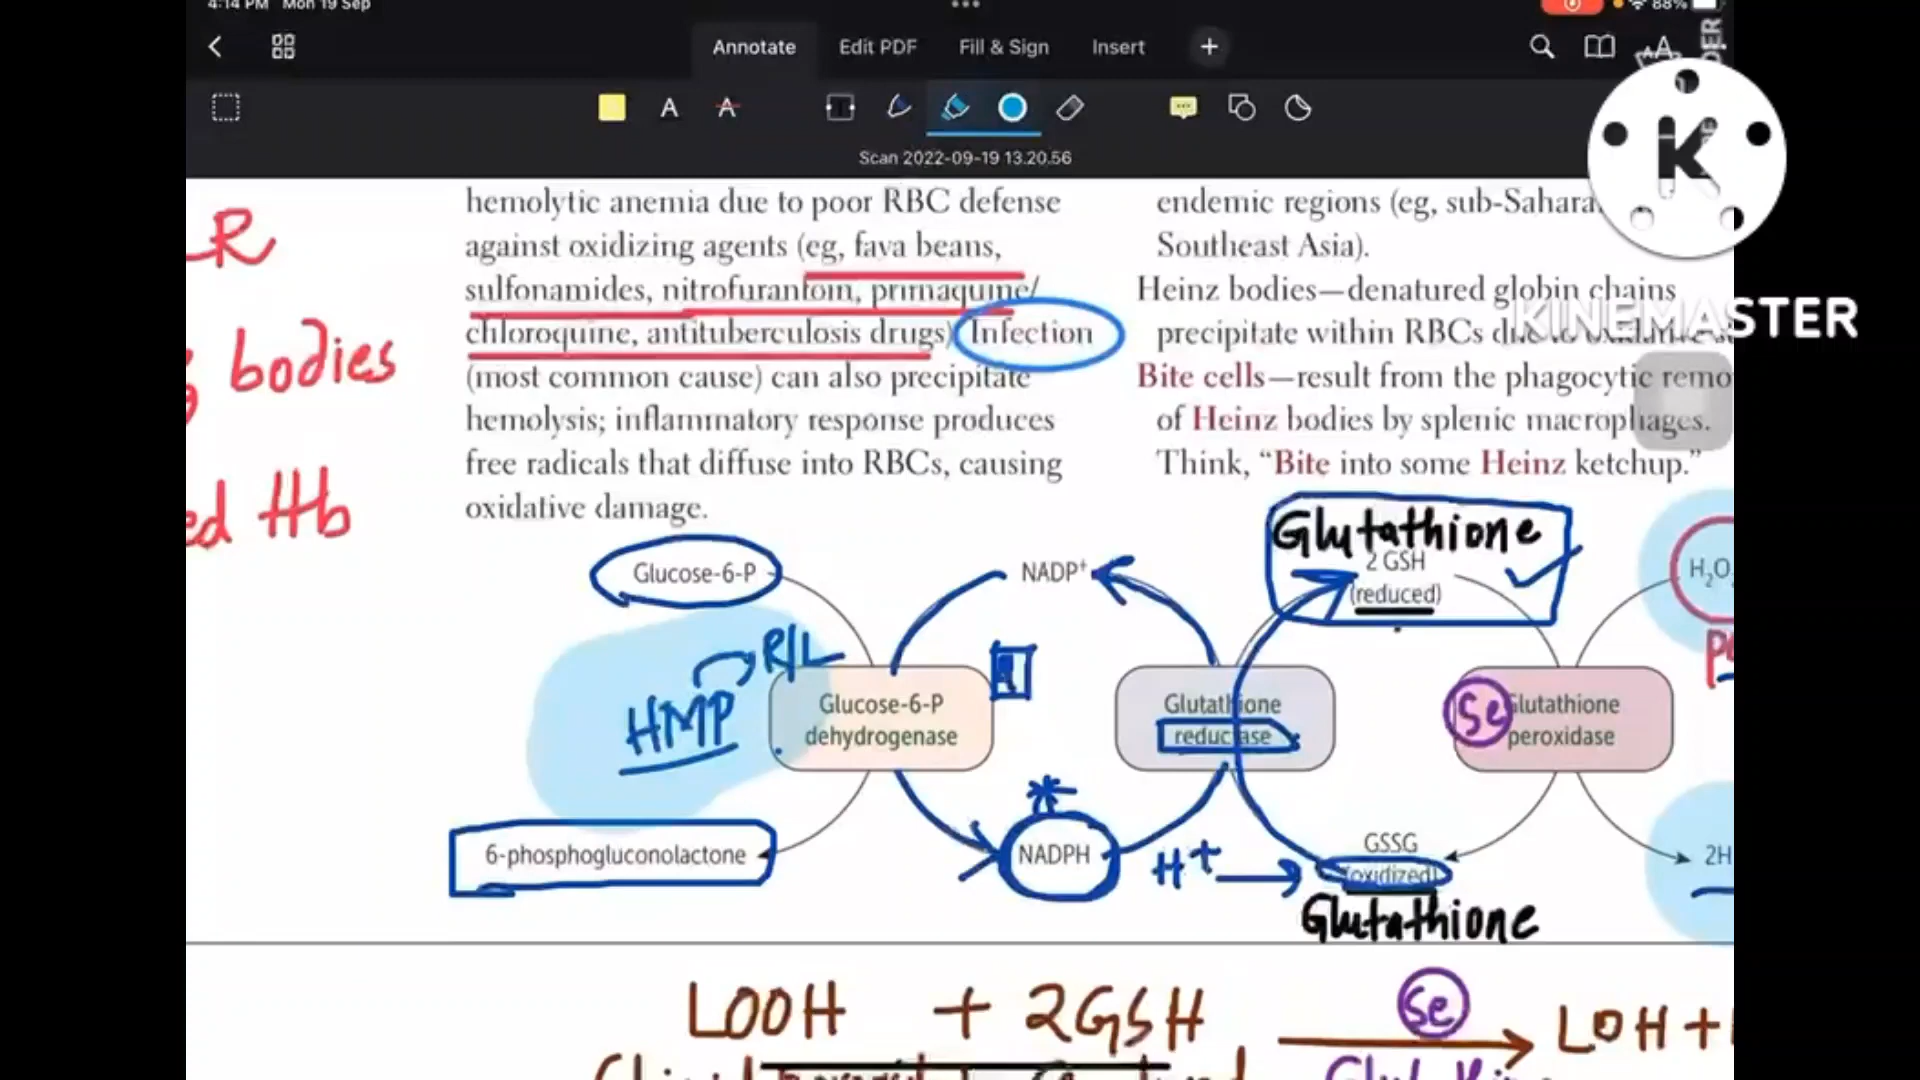 4:14 PM Mon 19 Sep
88%
Annotate
Edit PDF
Fill & Sign
Insert
Scan 2022-09-19 13.20.56
K
KINEMASTER
hemolytic anemia due to poor RBC defense
against oxidizing agents (eg, fava beans,
sulfonamides, nitrofurantoin, primaquine/
chloroquine, antituberculosis drugs) Infection
(most common cause) can also precipitate
hemolysis; inflammatory response produces
free radicals that diffuse into RBCs, causing
oxidative damage.
endemic regions (eg, sub-Sahara
Southeast Asia).
Heinz bodies—denatured globin chains
precipitate within RBCs due to oxidative
Bite cells—result from the phagocytic remo
of Heinz bodies by splenic macrophages.
Think, “Bite into some Heinz ketchup.”
R
bodies
ed Hb
Glucose-6-P
NADP+
Glutathione
2 GSH
(reduced)
H2O
HMP
R/L
Glucose-6-P
dehydrogenase
Glutathione
reductase
Se
Glutathione
peroxidase
6-phosphogluconolactone
NADPH
H+
GSSG
(oxidized)
Glutathione
2H
LOOH + 2GSH
Se
LOH +